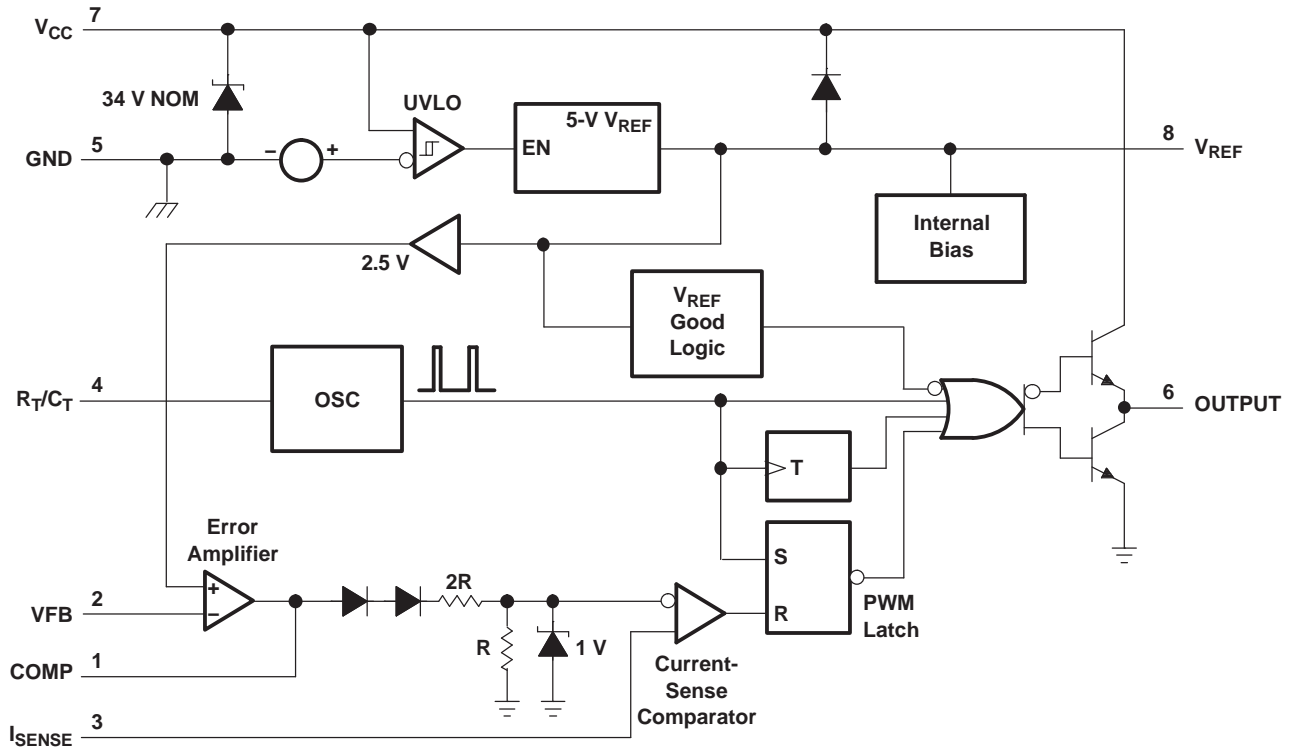 7
VCC
34 V NOM
UVLO
5-V VREF
5
GND
−
+
EN
8
VREF
Internal
Bias
2.5 V
VREF
Good
Logic
4
RT/CT
OSC
6
OUTPUT
T
Error
Amplifier
S
+
2R
2
VFB
−
R
PWM
Latch
R
1 V
1
COMP
Current-
Sense
Comparator
3
ISENSE